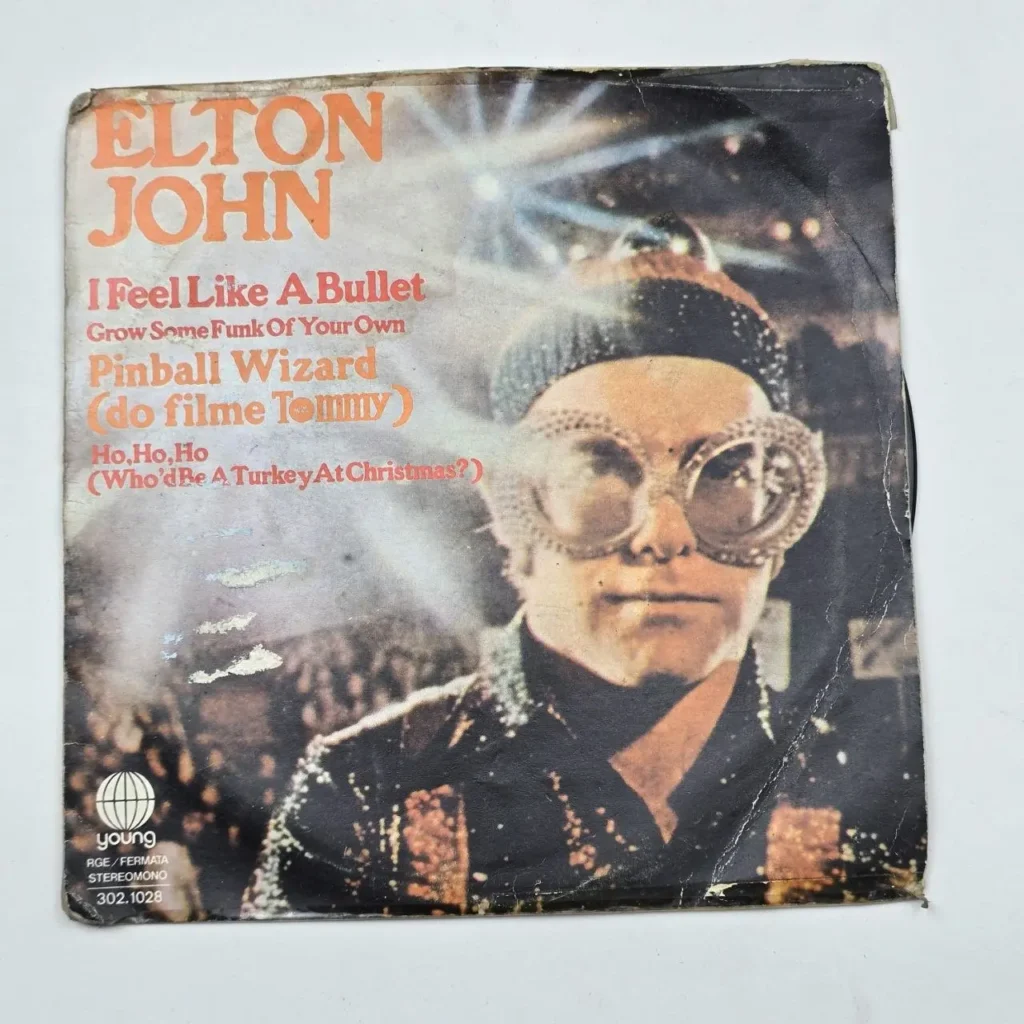 ELTON
JOHN
I Feel Like A Bullet
Grow Some Funk Of Your Own
Pinball Wizard
(do filme Tommy)
Ho, Ho, Ho
(Who'd Be A Turkey At Christmas?)
young
RGE/FERMATA
STEREOMONO
302.1028